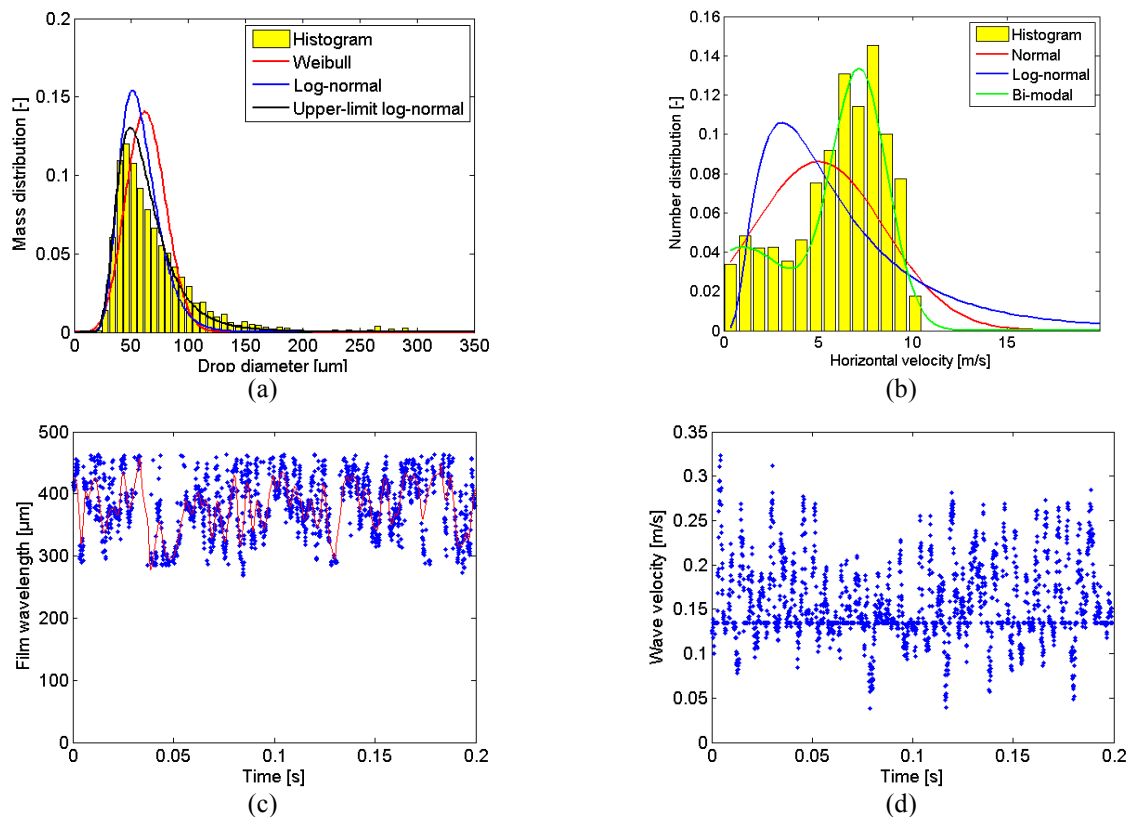 0.2
0.15
0.1
0.05
0
Mass distribution [-]
Histogram
Weibull
Log-normal
Upper-limit log-normal
0 50 100 150 200 250 300 350
Drop diameter [µm]
(a)
0.16
0.14
0.12
0.1
0.08
0.06
0.04
0.02
0
Number distribution [-]
Histogram
Normal
Log-normal
Bi-modal
0 5 10 15
Horizontal velocity [m/s]
(b)
500
400
300
200
100
0
Film wavelength [µm]
0 0.05 0.1 0.15 0.2
Time [s]
(c)
0.35
0.3
0.25
0.2
0.15
0.1
0.05
0
Wave velocity [m/s]
0 0.05 0.1 0.15 0.2
Time [s]
(d)